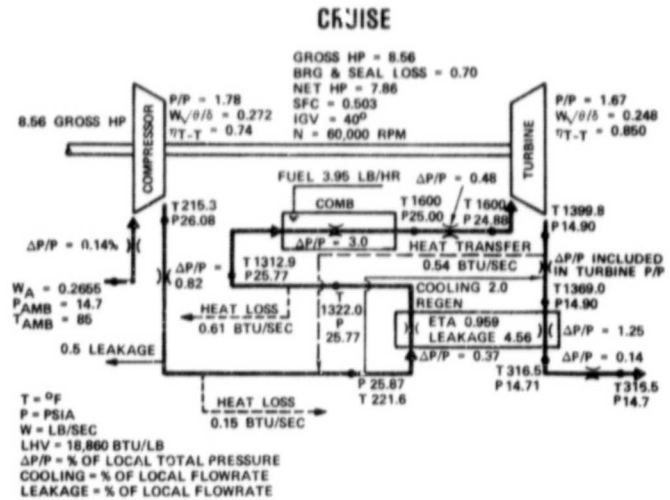 CRUISE
GROSS HP = 8.56
BRG & SEAL LOSS = 0.70
NET HP = 7.86
SFC = 0.503
IGV = 40°
N = 60,000 RPM
8.56 GROSS HP
COMPRESSOR
P/P = 1.78
W√θ/δ = 0.272
ηT-T = 0.74
TURBINE
P/P = 1.67
W√θ/δ = 0.248
ηT-T = 0.850
FUEL 3.95 LB/HR
ΔP/P = 0.48
COMB
T 1600
P25.00
T 1600
P 24.88
T 1399.8
P14.90
T 215.3
P26.08
ΔP/P = 3.0
HEAT TRANSFER
0.54 BTU/SEC
ΔP/P = 0.14%
ΔP/P =
0.82
T 1312.9
P25.77
ΔP/P INCLUDED
IN TURBINE P/P
WA = 0.2655
PAMB = 14.7
TAMB = 85
HEAT LOSS
0.61 BTU/SEC
T
1322.0
P
25.77
COOLING 2.0
REGEN
T1369.0
P14.90
ETA 0.959
LEAKAGE 4.56
ΔP/P = 1.25
0.5 LEAKAGE
ΔP/P = 0.37
ΔP/P = 0.14
P 25.87
T 221.6
T316.5
P14.71
T316.5
P14.7
HEAT LOSS
0.15 BTU/SEC
T = °F
P = PSIA
W = LB/SEC
LHV = 18,860 BTU/LB
ΔP/P = % OF LOCAL TOTAL PRESSURE
COOLING = % OF LOCAL FLOWRATE
LEAKAGE = % OF LOCAL FLOWRATE